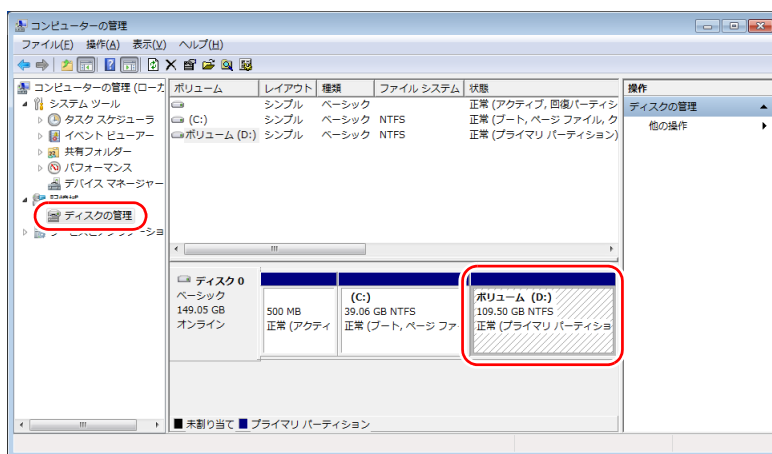 コンピューターの管理
ファイル(F) 操作(A) 表示(V) ヘルプ(H)
コンピューターの管理 (ローカ
システム ツール
タスク スケジューラ
イベント ビューアー
共有フォルダー
パフォーマンス
デバイス マネージャー
ディスクの管理
ボリューム レイアウト 種類 ファイル システム 状態
シンプル ベーシック 正常 (アクティブ, 回復パーティシ
(C:) シンプル ベーシック NTFS 正常 (ブート, ページ ファイル, ク
ボリューム (D:) シンプル ベーシック NTFS 正常 (プライマリ パーティション)
ディスク 0
ベーシック
149.05 GB
オンライン
500 MB
正常 (アクティ
(C:)
39.06 GB NTFS
正常 (ブート, ページ ファ
ボリューム (D:)
109.50 GB NTFS
正常 (プライマリ パーティショ
未割り当て プライマリ パーティション
操作
ディスクの管理
他の操作